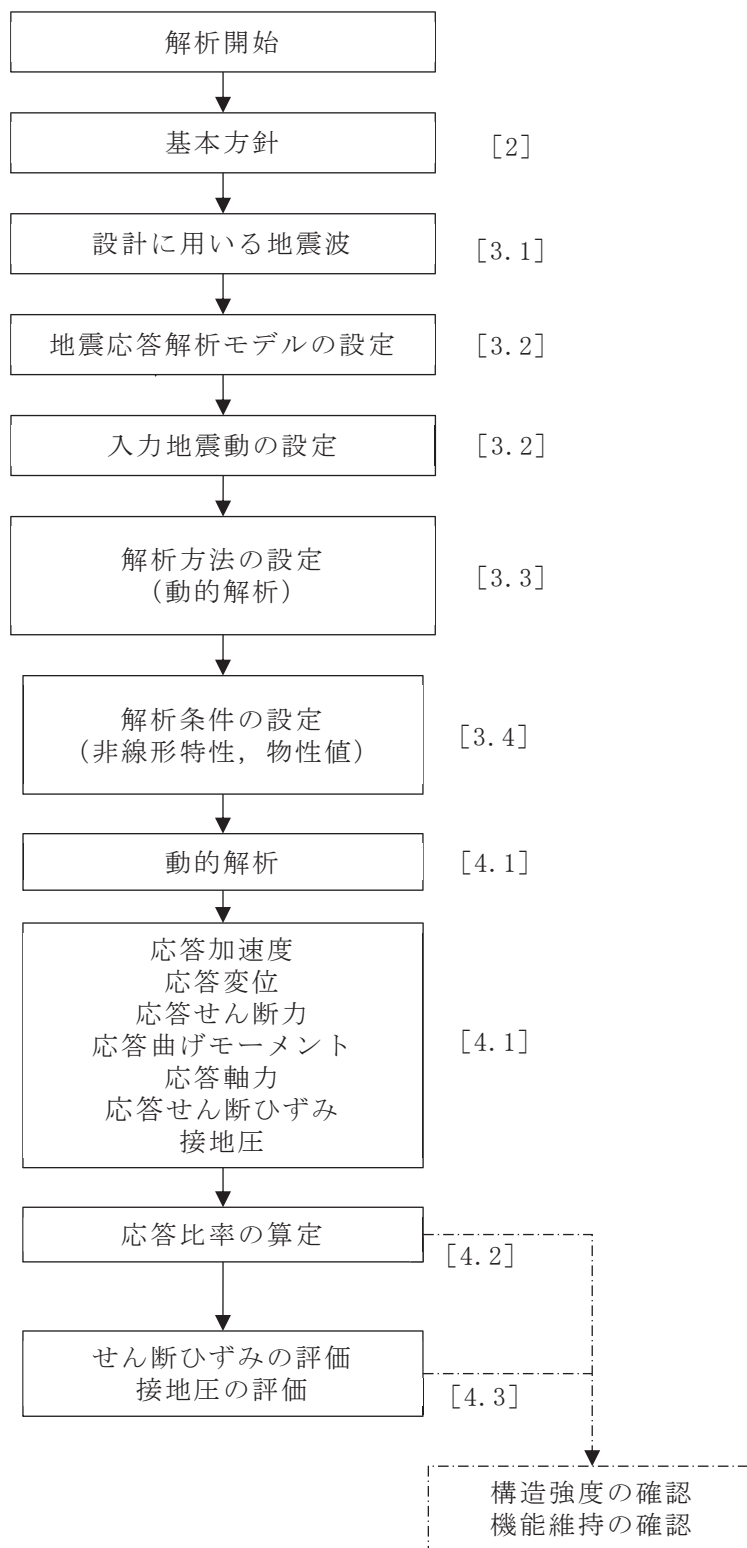 解析開始
基本方針
[2]
設計に用いる地震波
[3.1]
地震応答解析モデルの設定
[3.2]
入力地震動の設定
[3.2]
解析方法の設定
(動的解析)
[3.3]
解析条件の設定
(非線形特性，物性値)
[3.4]
動的解析
[4.1]
応答加速度
応答変位
応答せん断力
応答曲げモーメント
応答軸力
応答せん断ひずみ
接地圧
[4.1]
応答比率の算定
[4.2]
せん断ひずみの評価
接地圧の評価
[4.3]
構造強度の確認
機能維持の確認